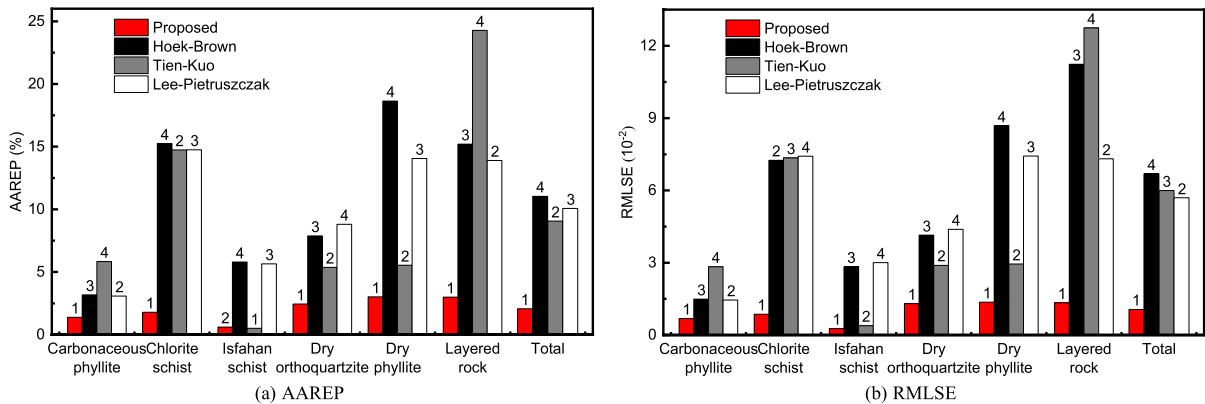 25
20
15
10
5
0
AAREP (%)
Proposed
Hoek-Brown
Tien-Kuo
Lee-Pietruszczak
1 3 4 2
1 4 2 3
2 4 1 3
1 3 2 4
1 4 2 3
1 3 4 2
1 4 2 3
Carbonaceous phyllite
Chlorite schist
Isfahan schist
Dry orthoquartzite
Dry phyllite
Layered rock
Total
(a) AAREP
12
9
6
3
0
RMLSE (10-2)
Proposed
Hoek-Brown
Tien-Kuo
Lee-Pietruszczak
1 3 4 2
1 2 3 4
1 3 2 4
1 3 2 4
1 4 2 3
1 3 4 2
1 4 3 2
Carbonaceous phyllite
Chlorite schist
Isfahan schist
Dry orthoquartzite
Dry phyllite
Layered rock
Total
(b) RMLSE